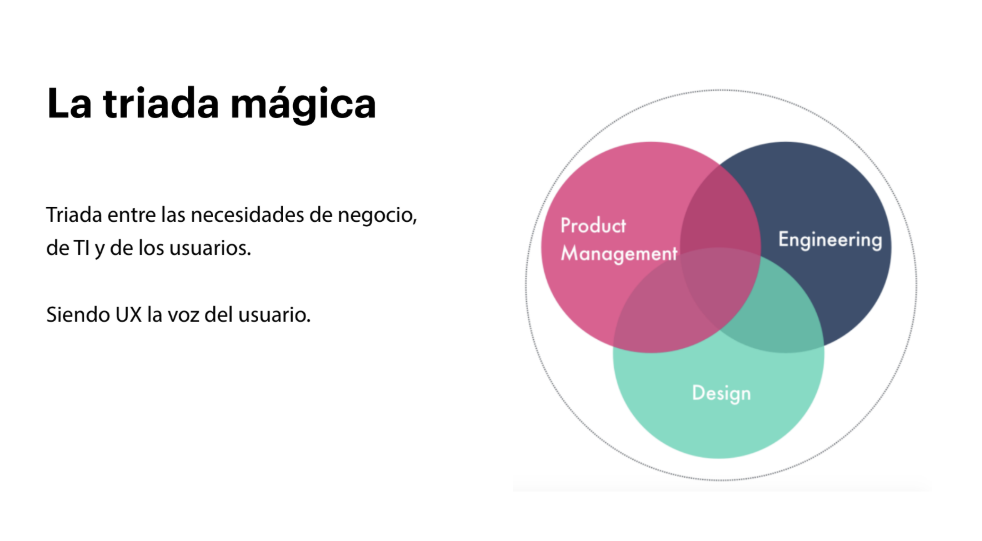 La triada mágica
Triada entre las necesidades de negocio,
de TI y de los usuarios.
Siendo UX la voz del usuario.
Product
Management
Engineering
Design